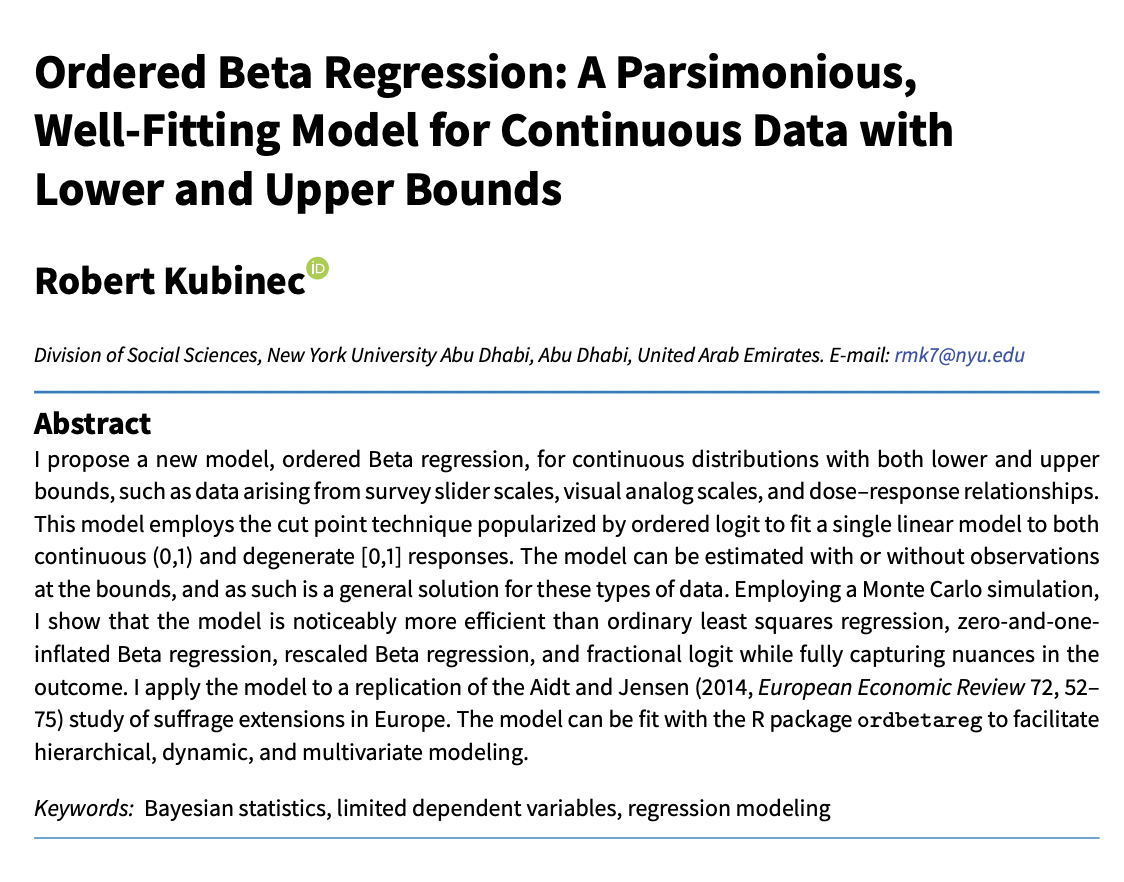 Ordered Beta Regression: A Parsimonious,
Well-Fitting Model for Continuous Data with
Lower and Upper Bounds
Robert Kubinec iD
Division of Social Sciences, New York University Abu Dhabi, Abu Dhabi, United Arab Emirates. E-mail: rmk7@nyu.edu
Abstract
I propose a new model, ordered Beta regression, for continuous distributions with both lower and upper
bounds, such as data arising from survey slider scales, visual analog scales, and dose–response relationships.
This model employs the cut point technique popularized by ordered logit to fit a single linear model to both
continuous (0,1) and degenerate [0,1] responses. The model can be estimated with or without observations
at the bounds, and as such is a general solution for these types of data. Employing a Monte Carlo simulation,
I show that the model is noticeably more efficient than ordinary least squares regression, zero-and-one-
inflated Beta regression, rescaled Beta regression, and fractional logit while fully capturing nuances in the
outcome. I apply the model to a replication of the Aidt and Jensen (2014, European Economic Review 72, 52–
75) study of suffrage extensions in Europe. The model can be fit with the R package ordbetareg to facilitate
hierarchical, dynamic, and multivariate modeling.
Keywords: Bayesian statistics, limited dependent variables, regression modeling